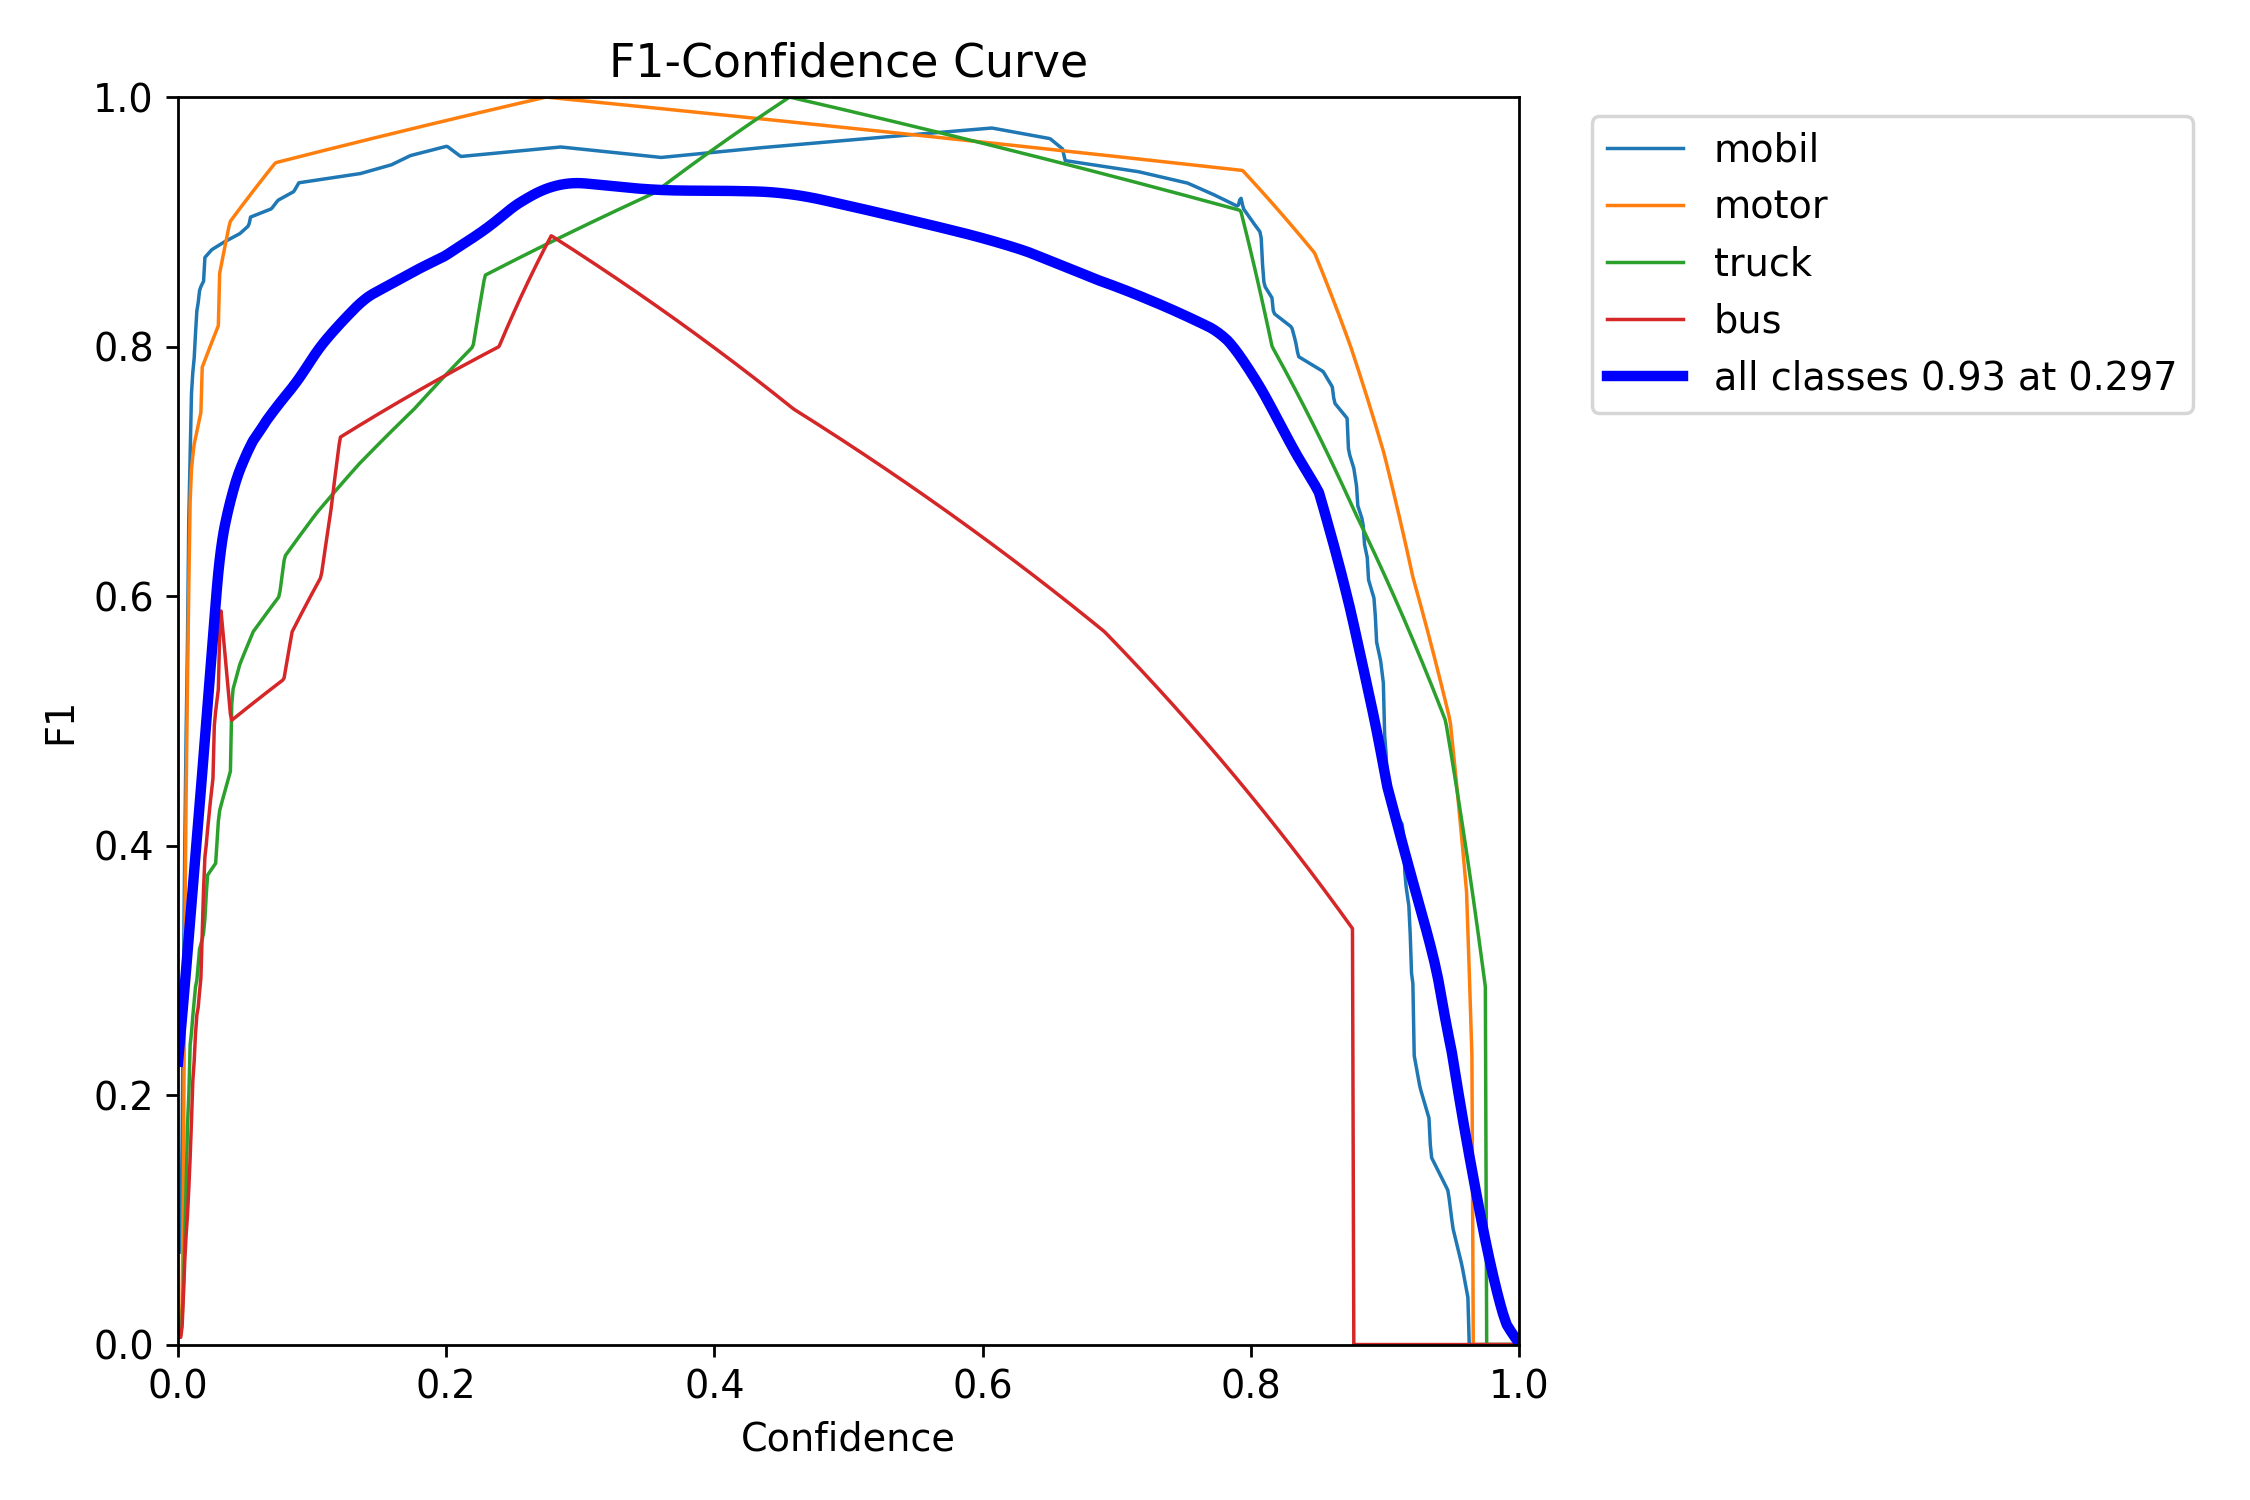 F1-Confidence Curve
1.0
0.8
0.6
0.4
0.2
0.0
F1
0.0 0.2 0.4 0.6 0.8 1.0
Confidence
mobil
motor
truck
bus
all classes 0.93 at 0.297